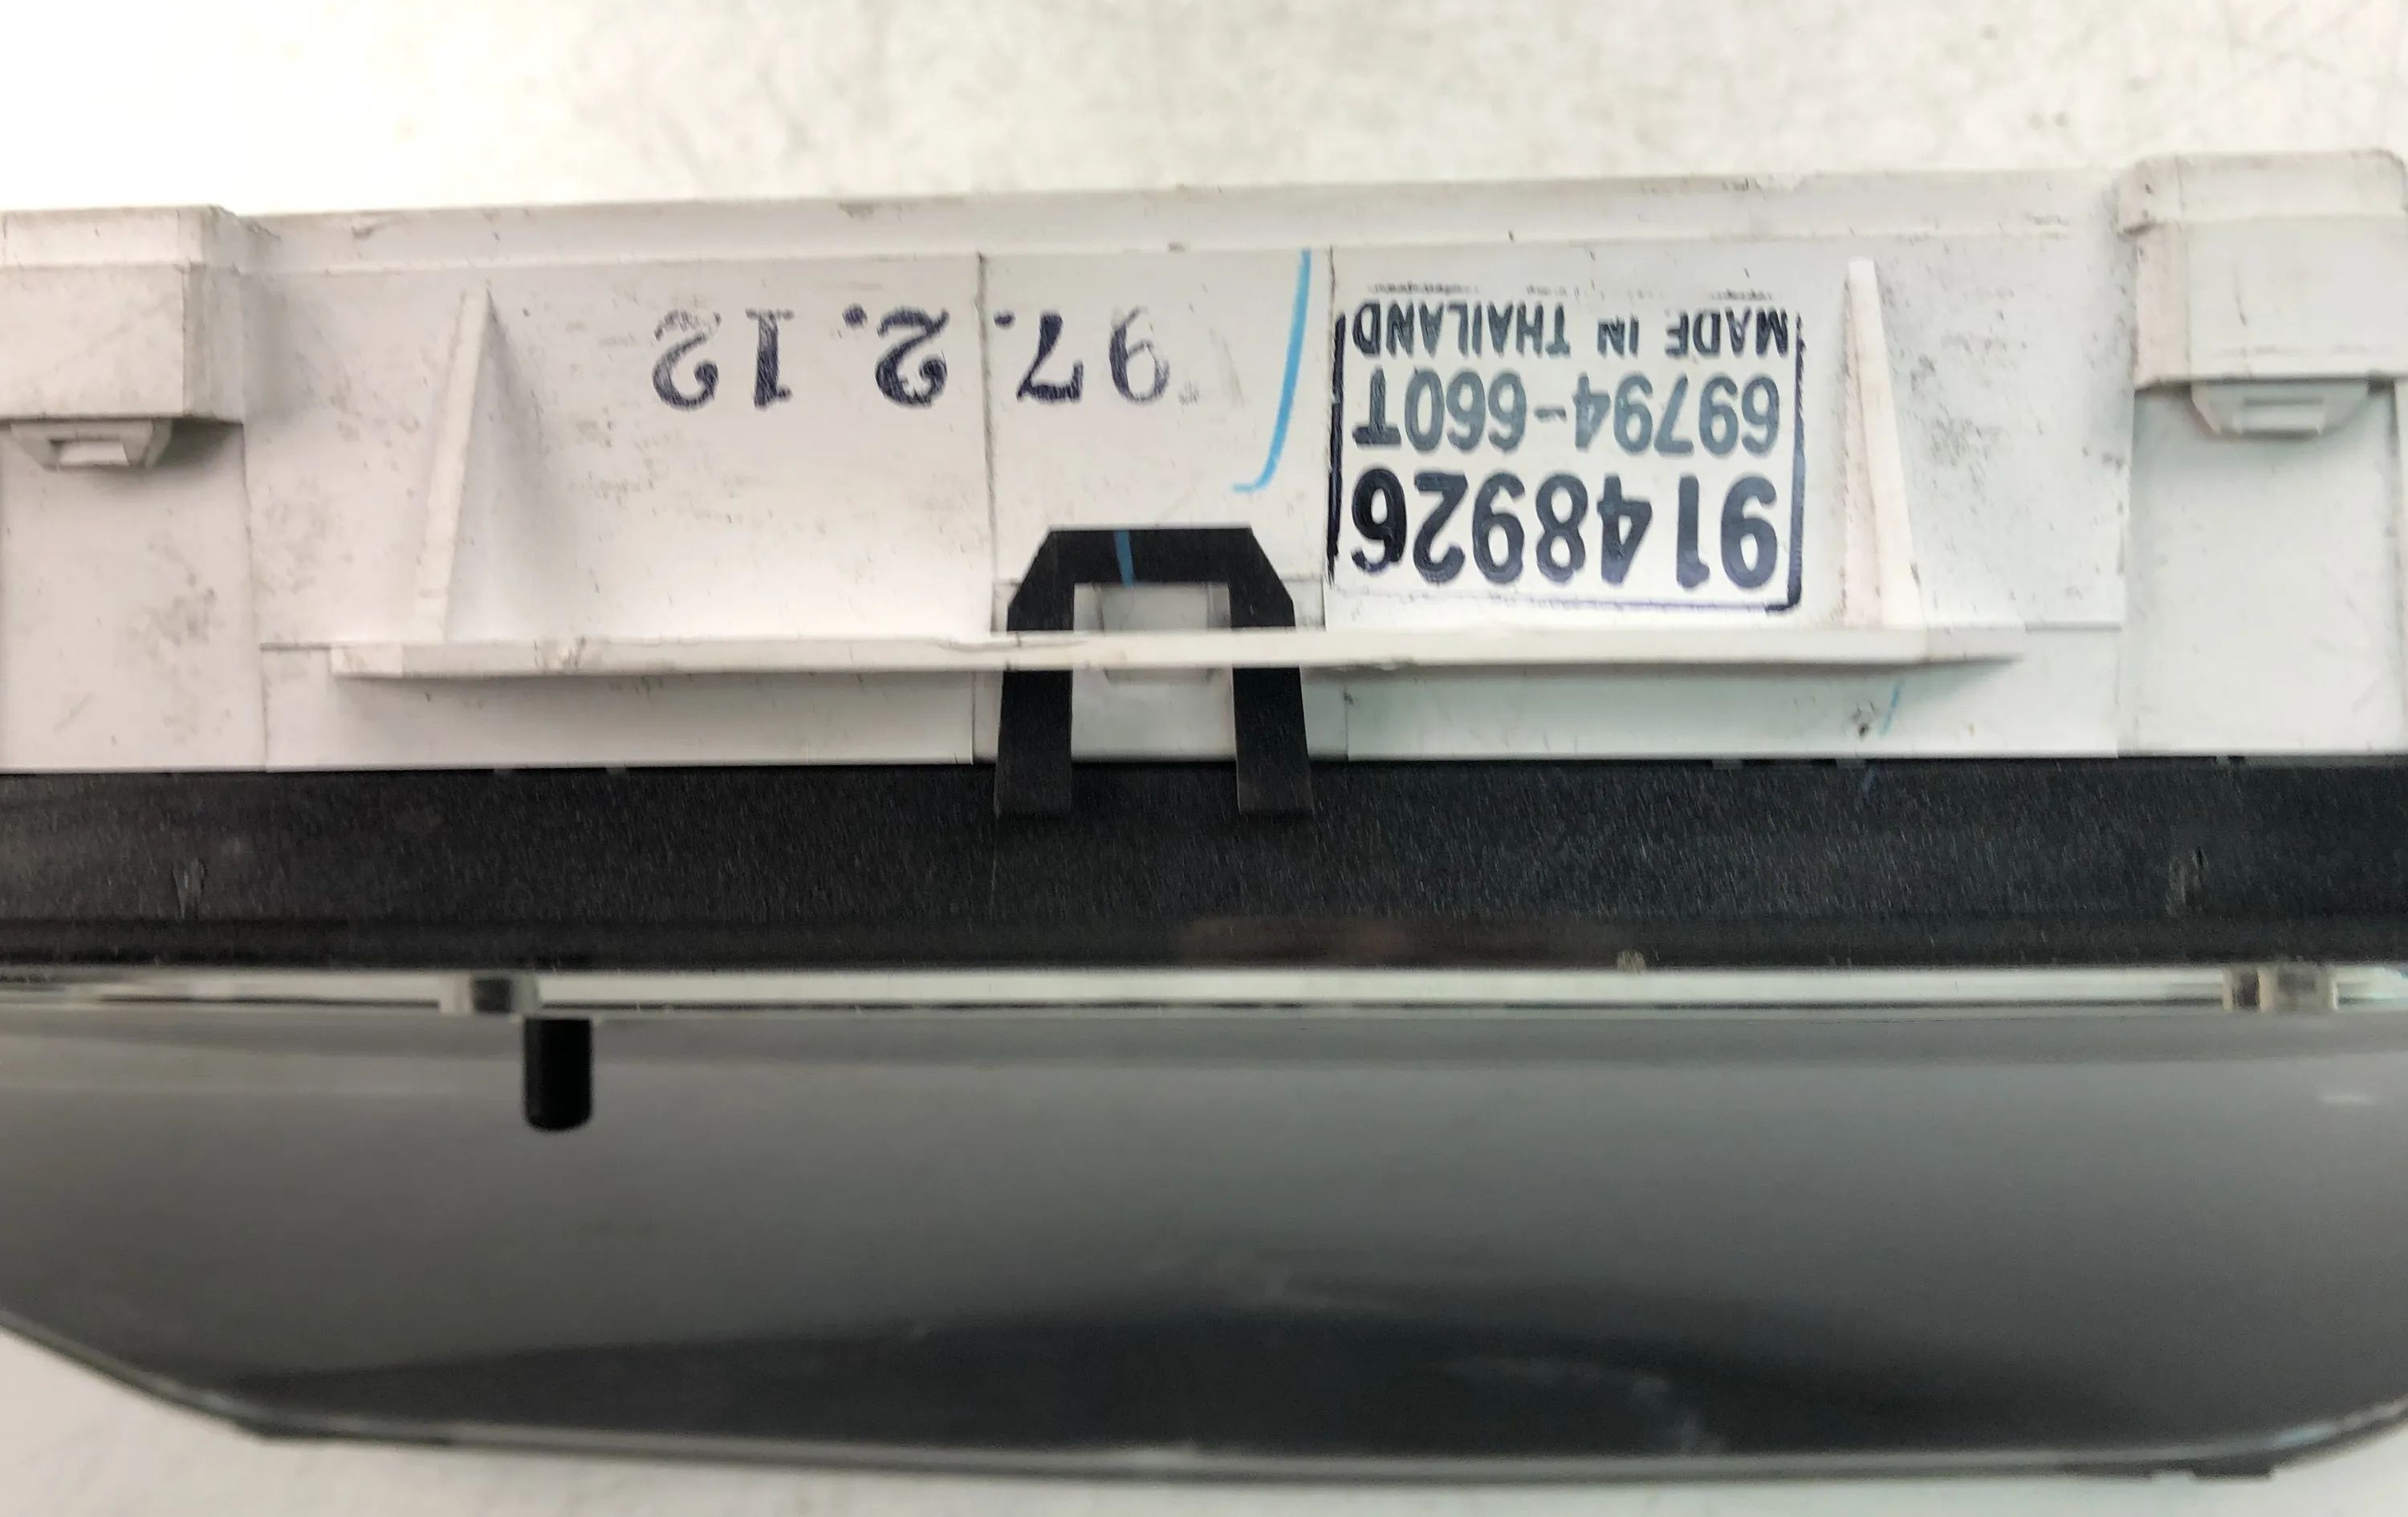 9148926
69794-660T
MADE IN THAILAND
97.2.12